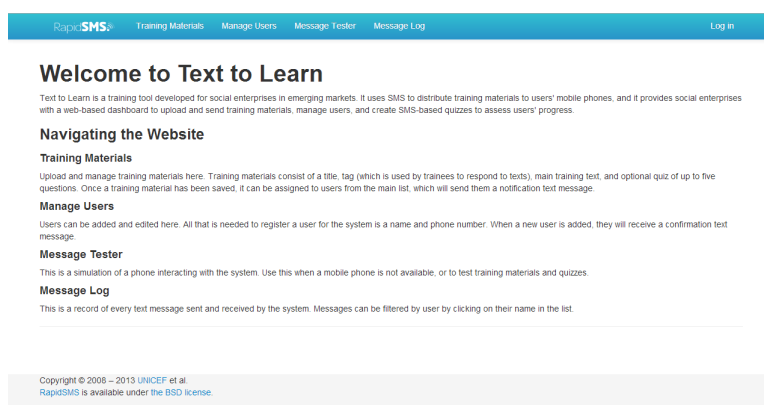 RapidSMS Training Materials Manage Users Message Tester Message Log Log in
Welcome to Text to Learn
Text to Learn is a training tool developed for social enterprises in emerging markets. It uses SMS to distribute training materials to users' mobile phones, and it provides social enterprises
with a web-based dashboard to upload and send training materials, manage users, and create SMS-based quizzes to assess users' progress.
Navigating the Website
Training Materials
Upload and manage training materials here. Training materials consist of a title, tag (which is used by trainees to respond to texts), main training text, and optional quiz of up to five
questions. Once a training material has been saved, it can be assigned to users from the main list, which will send them a notification text message.
Manage Users
Users can be added and edited here. All that is needed to register a user for the system is a name and phone number. When a new user is added, they will receive a confirmation text
message.
Message Tester
This is a simulation of a phone interacting with the system. Use this when a mobile phone is not available, or to test training materials and quizzes.
Message Log
This is a record of every text message sent and received by the system. Messages can be filtered by user by clicking on their name in the list.
Copyright © 2008 – 2013 UNICEF et al.
RapidSMS is available under the BSD license.